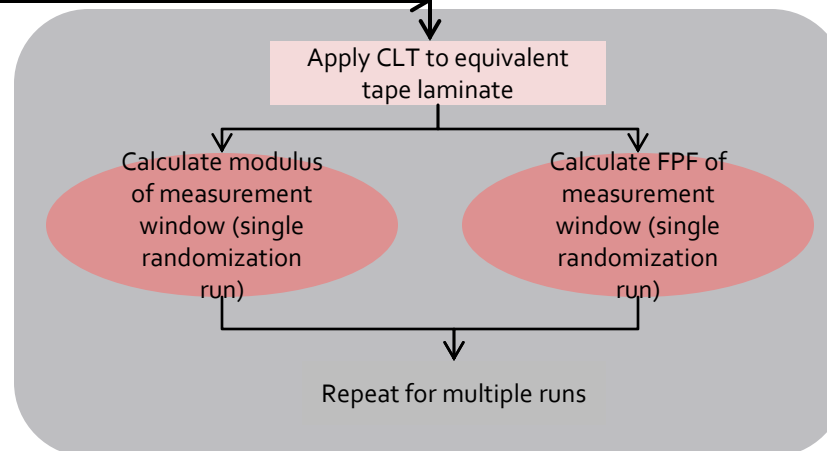 Apply CLT to equivalent
tape laminate
Calculate modulus
of measurement
window (single
randomization
run)
Calculate FPF of
measurement
window (single
randomization
run)
Repeat for multiple runs